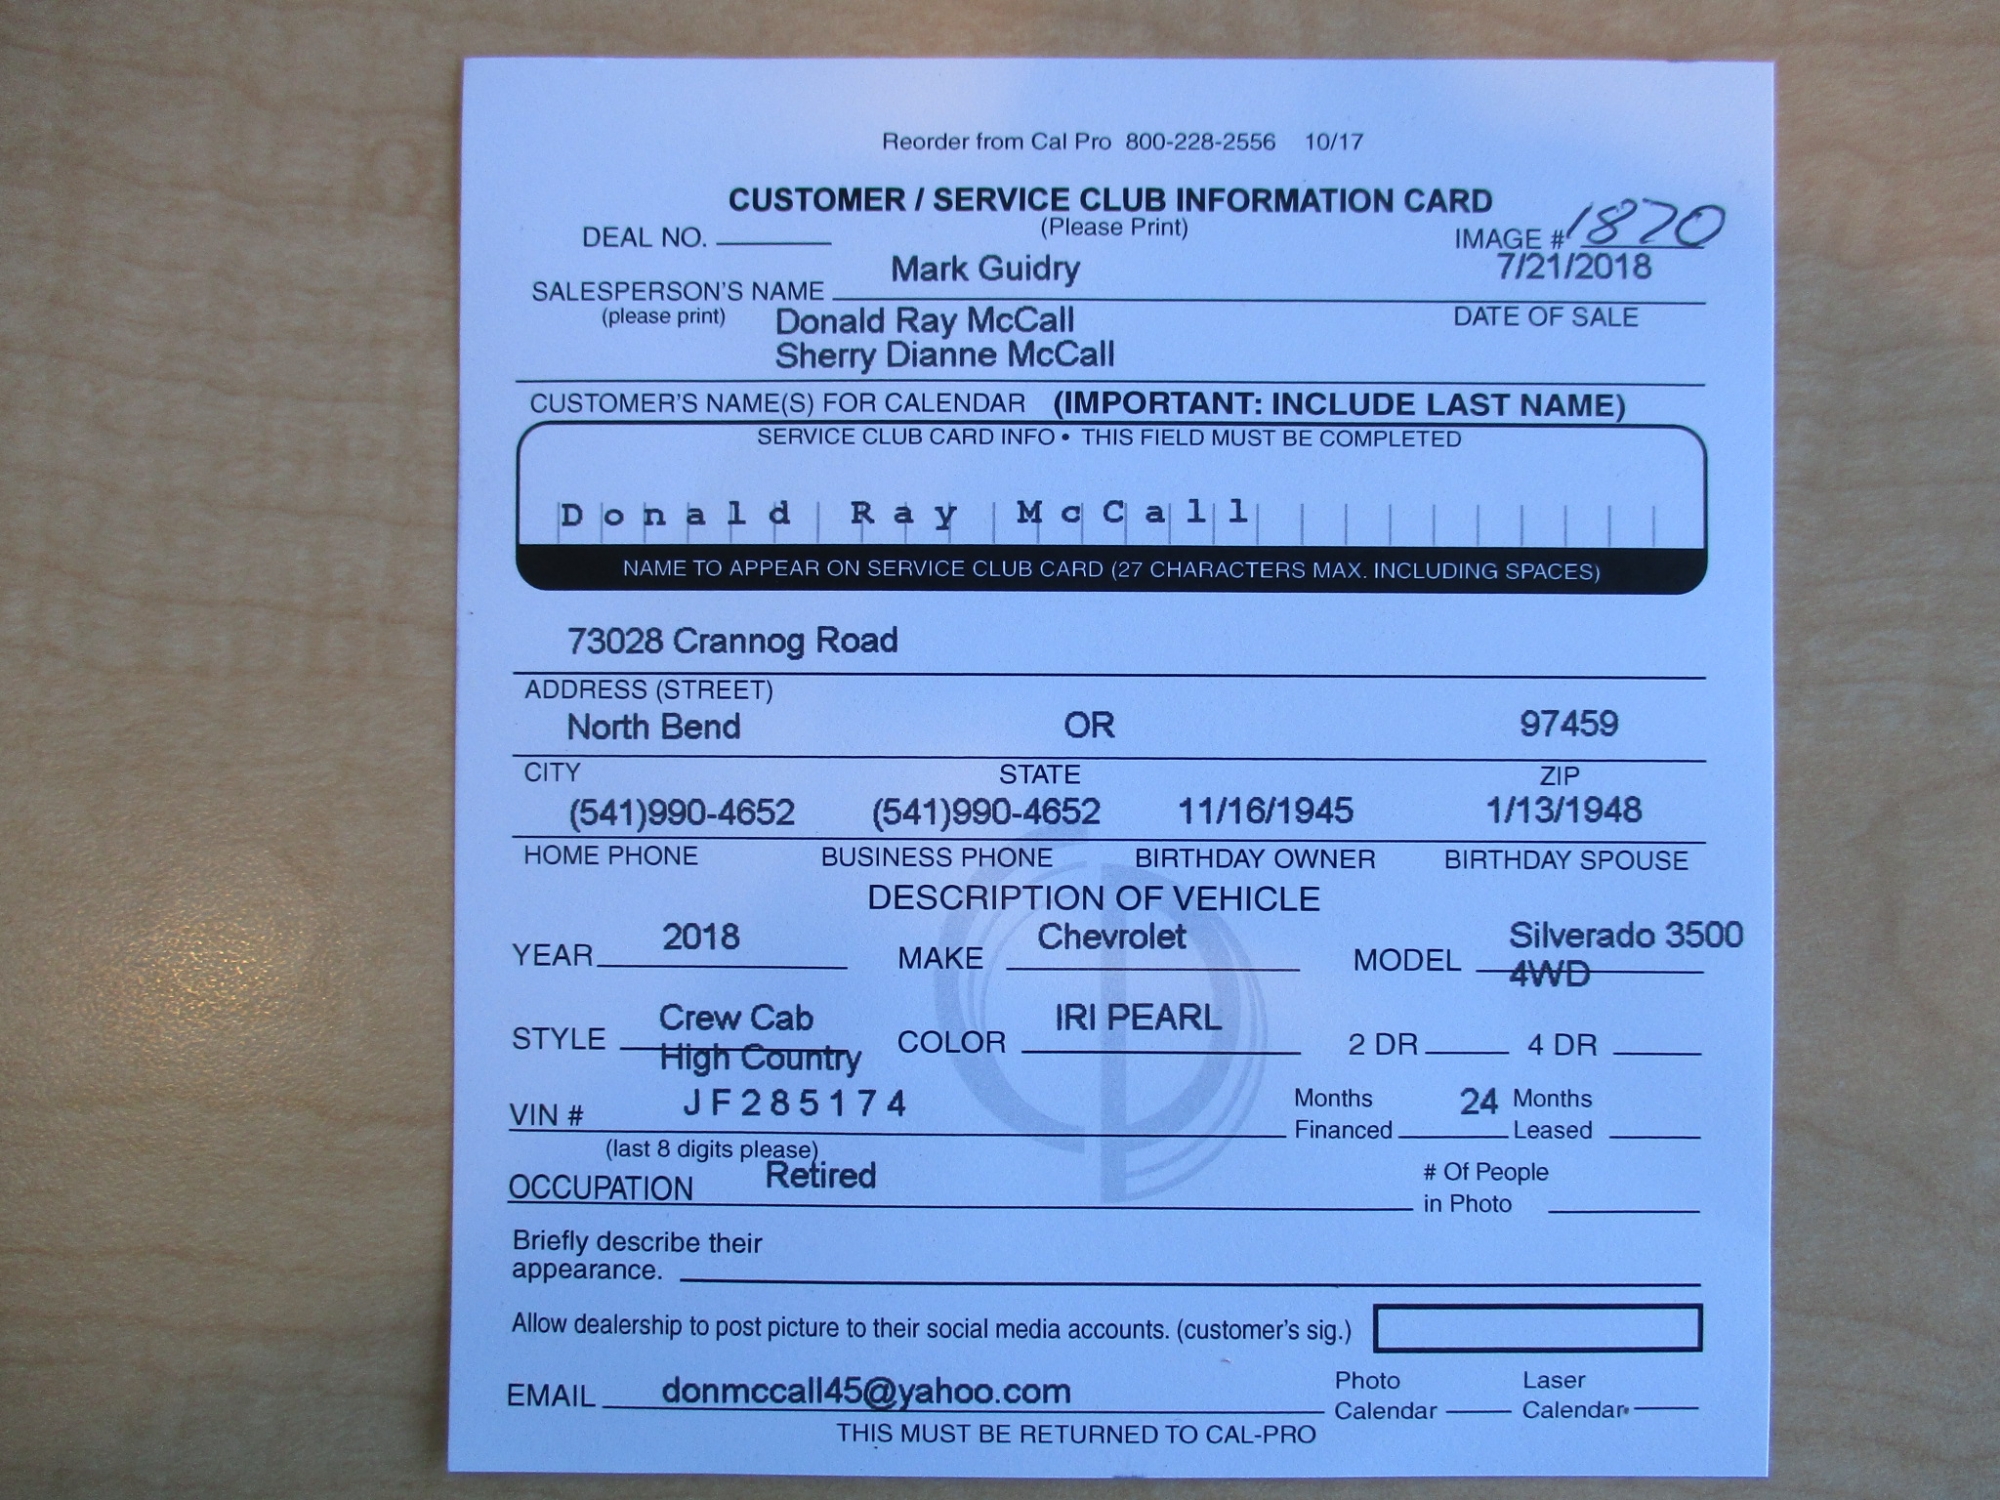 Reorder from Cal Pro 800-228-2556 10/17
CUSTOMER / SERVICE CLUB INFORMATION CARD
(Please Print)
DEAL NO.
IMAGE # 1870
Mark Guidry 7/21/2018
SALESPERSON'S NAME
(please print)
DATE OF SALE
Donald Ray McCall
Sherry Dianne McCall
CUSTOMER'S NAME(S) FOR CALENDAR (IMPORTANT: INCLUDE LAST NAME)
SERVICE CLUB CARD INFO • THIS FIELD MUST BE COMPLETED
Donald Ray McCall
NAME TO APPEAR ON SERVICE CLUB CARD (27 CHARACTERS MAX. INCLUDING SPACES)
73028 Crannog Road
ADDRESS (STREET)
North Bend OR 97459
CITY STATE ZIP
(541)990-4652 (541)990-4652 11/16/1945 1/13/1948
HOME PHONE BUSINESS PHONE BIRTHDAY OWNER BIRTHDAY SPOUSE
DESCRIPTION OF VEHICLE
YEAR 2018 MAKE Chevrolet MODEL Silverado 3500
4WD
STYLE Crew Cab COLOR IRI PEARL 2 DR 4 DR
High Country
VIN # JF285174 Months 24 Months
Financed Leased
(last 8 digits please)
OCCUPATION Retired # Of People
in Photo
Briefly describe their
appearance.
Allow dealership to post picture to their social media accounts. (customer's sig.)
EMAIL donmccall45@yahoo.com Photo Laser
Calendar Calendar
THIS MUST BE RETURNED TO CAL-PRO